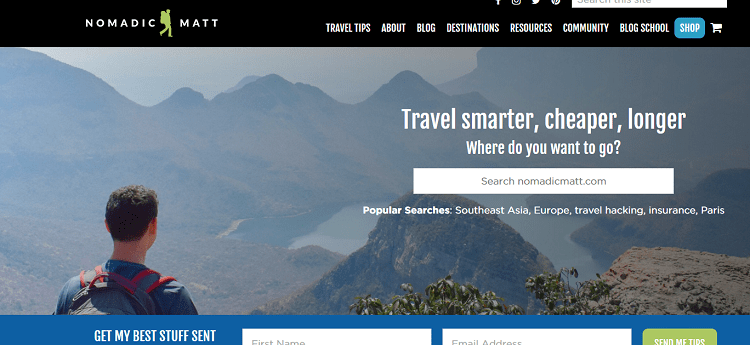 Search this site
NOMADIC MATT
TRAVEL TIPS ABOUT BLOG DESTINATIONS RESOURCES COMMUNITY BLOG SCHOOL SHOP
Travel smarter, cheaper, longer
Where do you want to go?
Search nomadicmatt.com
Popular Searches: Southeast Asia, Europe, travel hacking, insurance, Paris
GET MY BEST STUFF SENT
First Name
Email Address
SEND ME TIPS